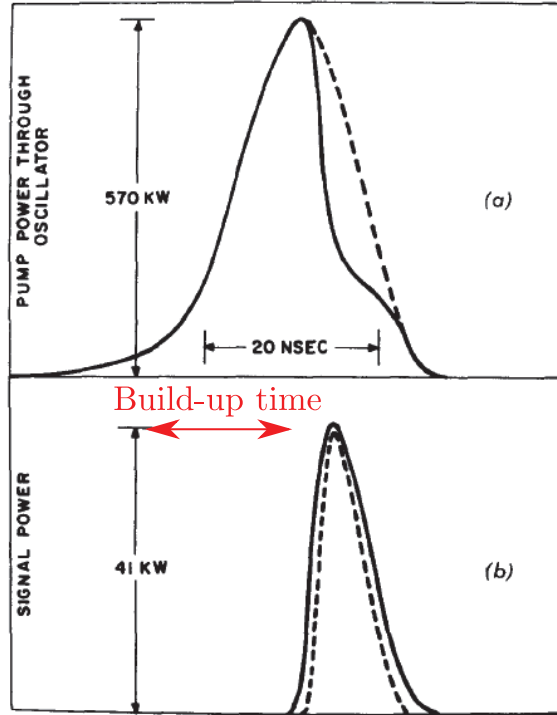 PUMP POWER THROUGH
OSCILLATOR
570 KW
(a)
20 NSEC
Build-up time
SIGNAL POWER
41 KW
(b)